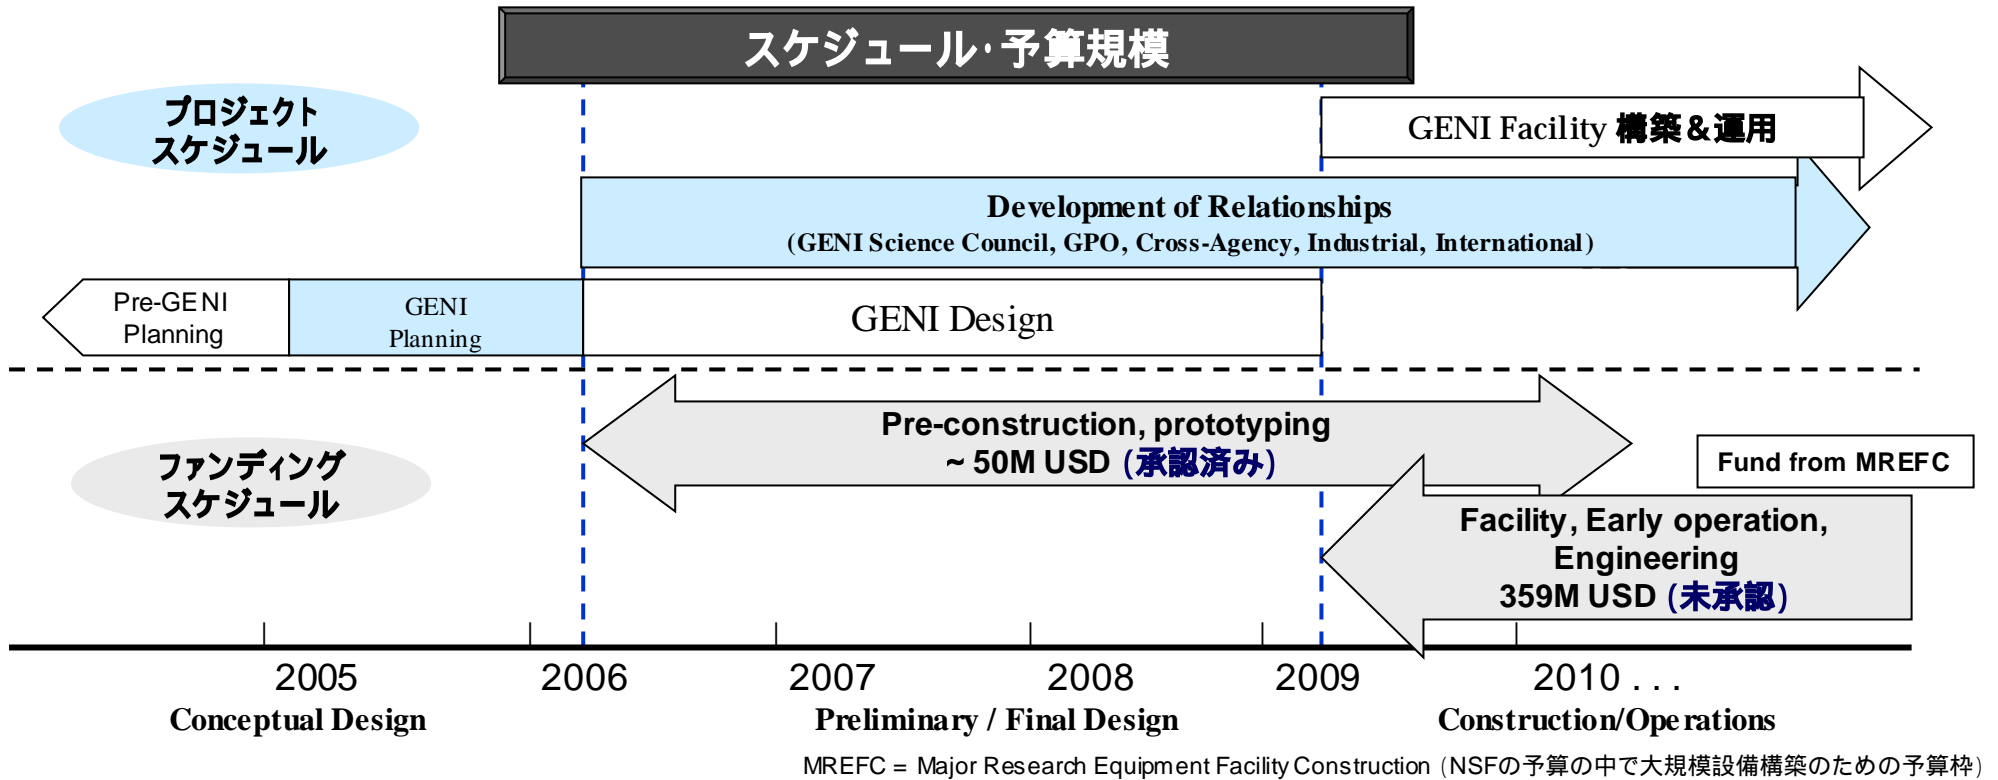 スケジュール・予算規模
プロジェクト
スケジュール
GENI Facility 構築＆運用
Development of Relationships
(GENI Science Council, GPO, Cross-Agency, Industrial, International)
Pre-GENI
Planning
GENI
Planning
GENI Design
ファンディング
スケジュール
Pre-construction, prototyping
~ 50M USD (承認済み)
Fund from MREFC
Facility, Early operation,
Engineering
359M USD (未承認)
2005 2006 2007 2008 2009 2010 . . .
Conceptual Design Preliminary / Final Design Construction/Operations
MREFC = Major Research Equipment Facility Construction (NSFの予算の中で大規模設備構築のための予算枠)